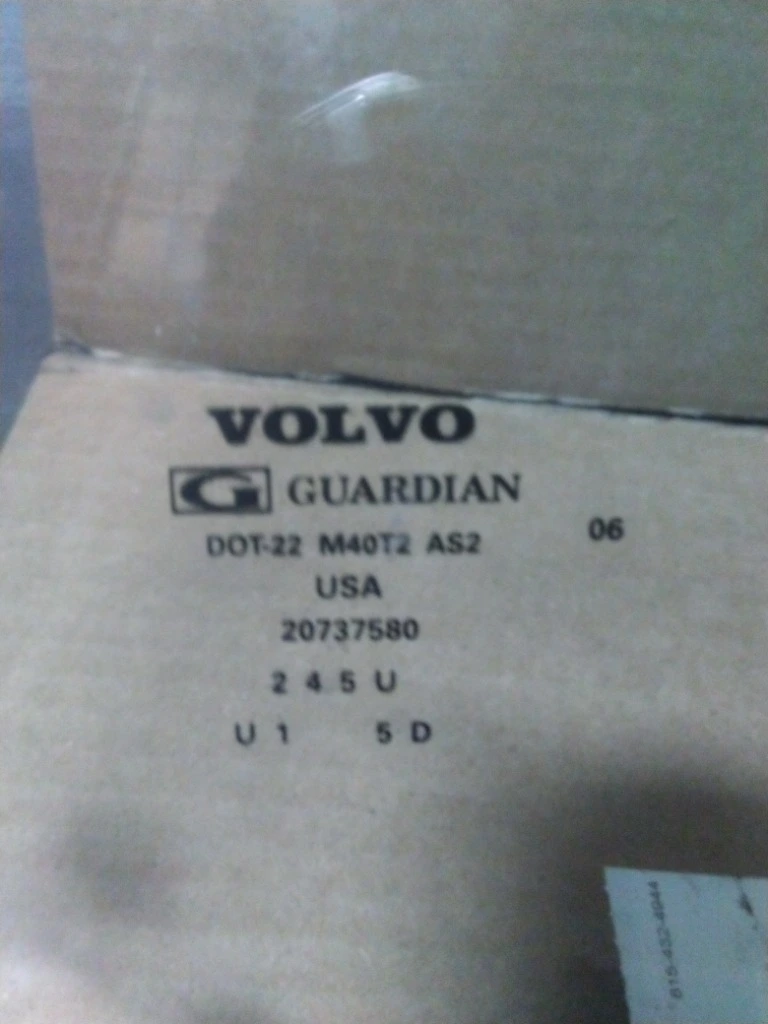 VOLVO
G GUARDIAN
DOT-22 M40T2 AS2 06
USA
20737580
2 4 5 U
U 1 5 D